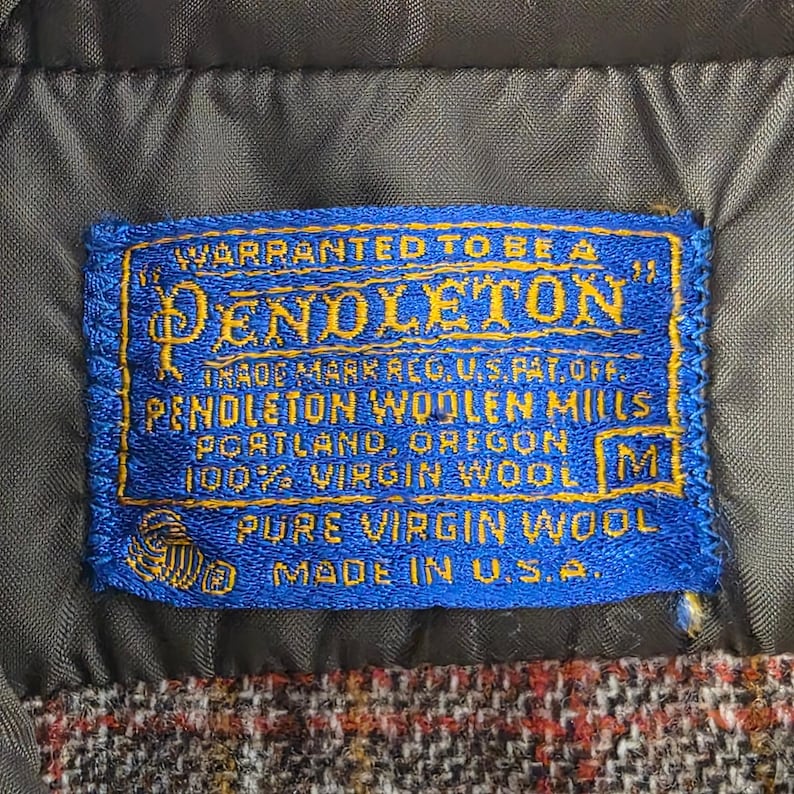 WARRANTED TO BE A
"PENDLETON"
TRADE MARK REG. U.S. PAT. OFF.
PENDLETON WOOLEN MILLS
PORTLAND, OREGON
100% VIRGIN WOOL M
PURE VIRGIN WOOL
®
MADE IN U.S.A.